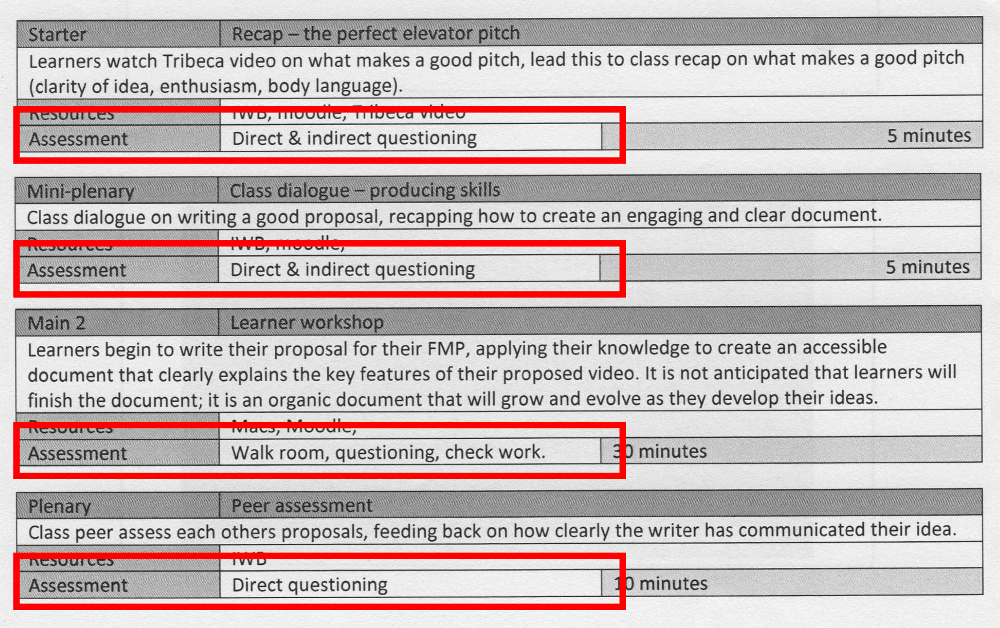 Starter Recap – the perfect elevator pitch
Learners watch Tribeca video on what makes a good pitch, lead this to class recap on what makes a good pitch
(clarity of idea, enthusiasm, body language).
Resources IWB, moodle, Tribeca video
Assessment Direct & indirect questioning 5 minutes
Mini-plenary Class dialogue – producing skills
Class dialogue on writing a good proposal, recapping how to create an engaging and clear document.
Resources IWB, moodle,
Assessment Direct & indirect questioning 5 minutes
Main 2 Learner workshop
Learners begin to write their proposal for their FMP, applying their knowledge to create an accessible
document that clearly explains the key features of their proposed video. It is not anticipated that learners will
finish the document; it is an organic document that will grow and evolve as they develop their ideas.
Resources Macs, Moodle,
Assessment Walk room, questioning, check work. 30 minutes
Plenary Peer assessment
Class peer assess each others proposals, feeding back on how clearly the writer has communicated their idea.
Resources IWB
Assessment Direct questioning 10 minutes